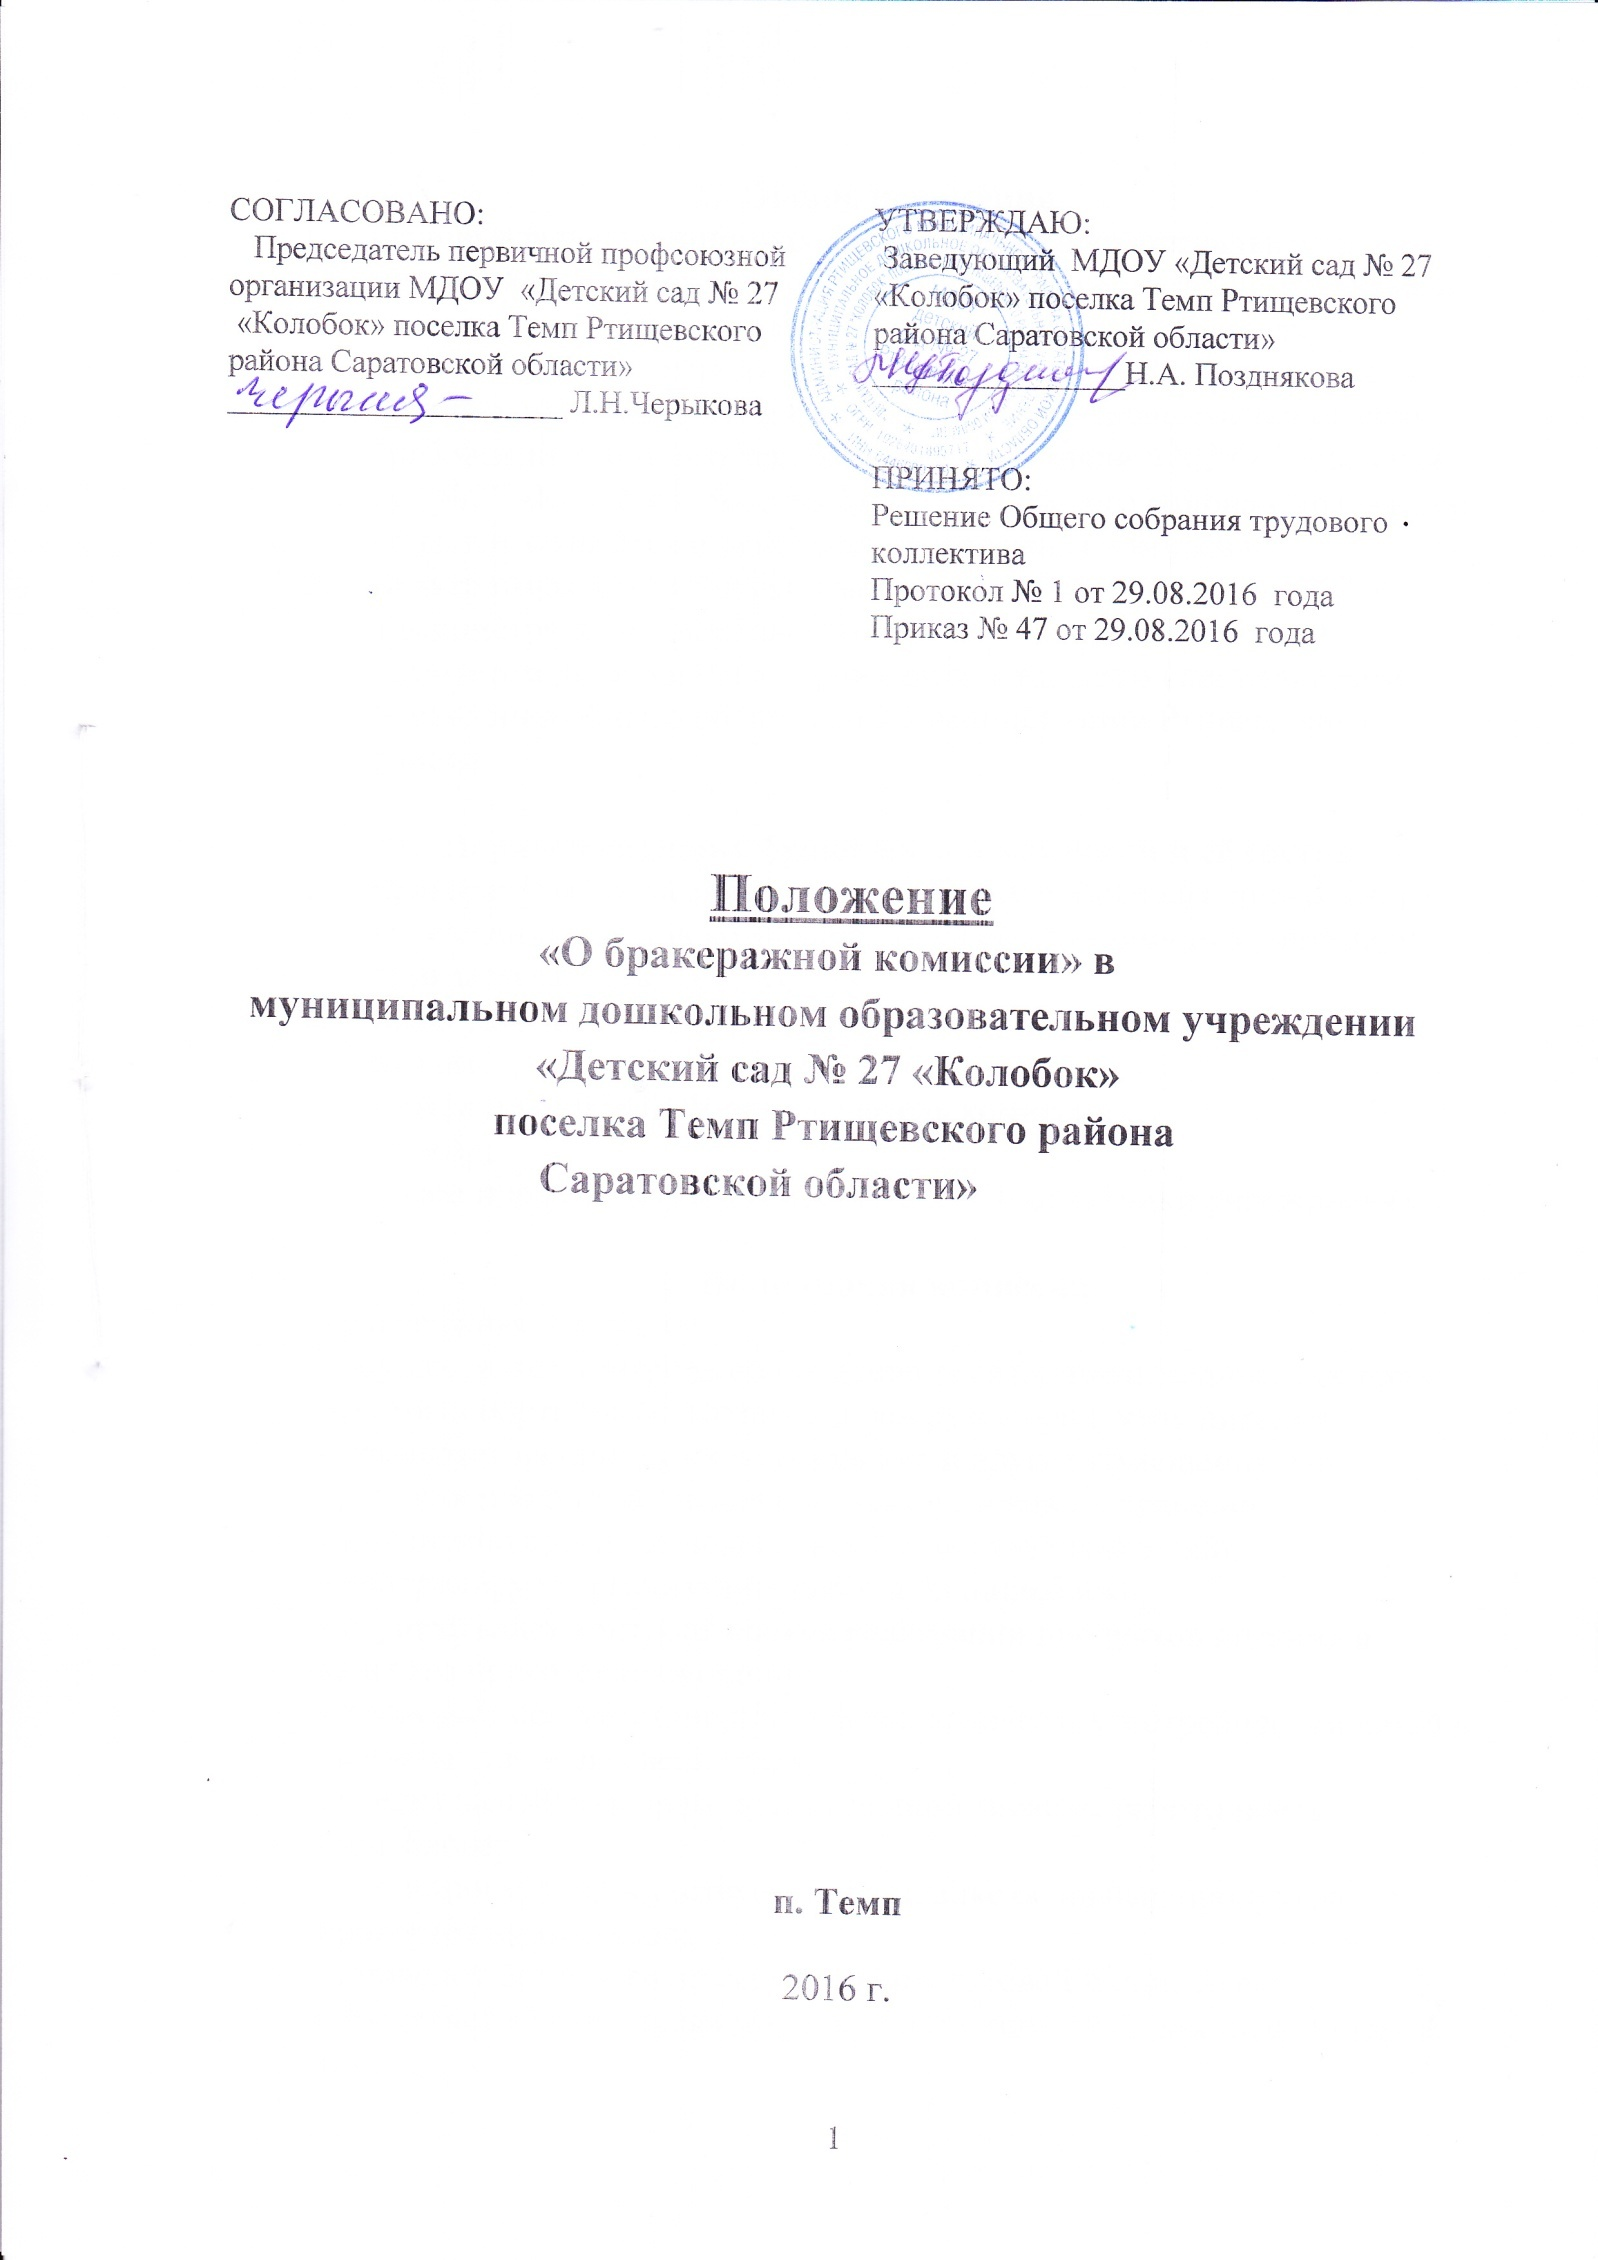 СОГЛАСОВАНО:
Председатель первичной профсоюзной
организации МДОУ «Детский сад № 27
«Колобок» поселка Темп Ртищевского
района Саратовской области»
Л.Н.Черыкова
УТВЕРЖДАЮ:
Заведующий МДОУ «Детский сад № 27
«Колобок» поселка Темп Ртищевского
района Саратовской области»
Н.А. Позднякова
ПРИНЯТО:
Решение Общего собрания трудового
коллектива
Протокол № 1 от 29.08.2016 года
Приказ № 47 от 29.08.2016 года
Положение
«О бракеражной комиссии» в
муниципальном дошкольном образовательном учреждении
«Детский сад № 27 «Колобок»
поселка Темп Ртищевского района
Саратовской области»
п. Темп
2016 г.
1